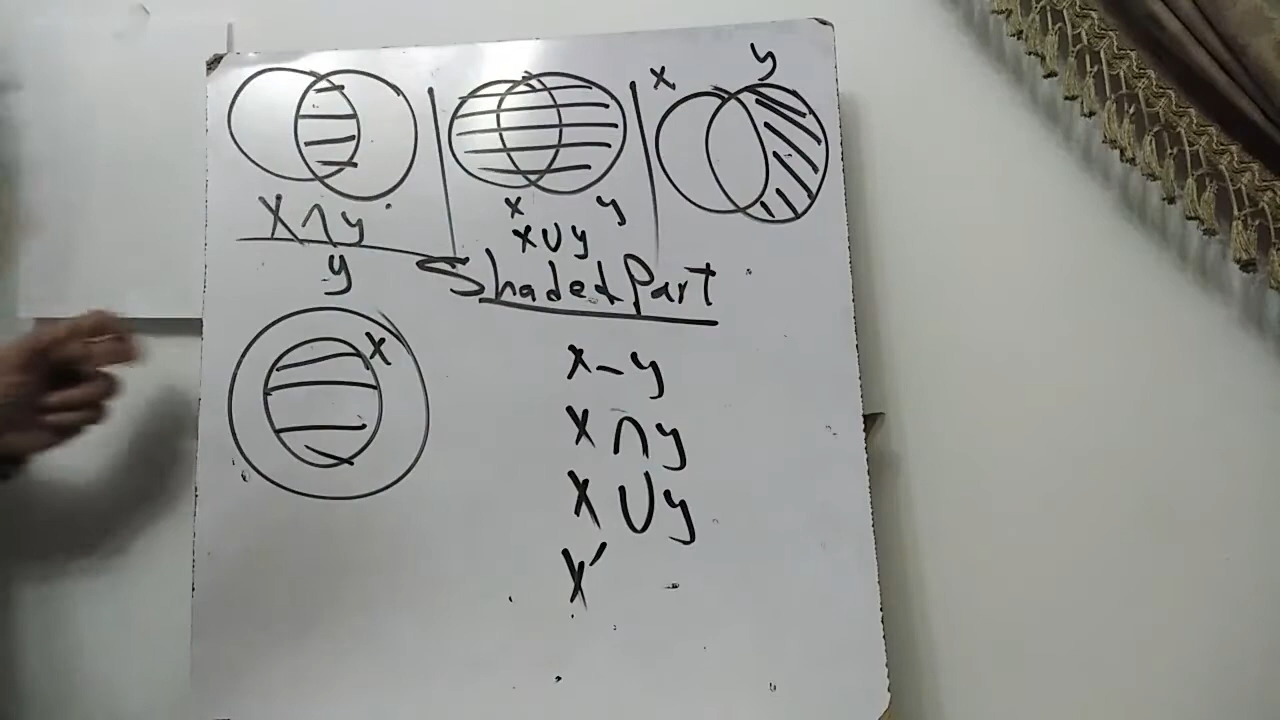 X∩y
x y
x∪y
x y
Shaded Part
y
x
x-y
x∩y
x∪y
x′